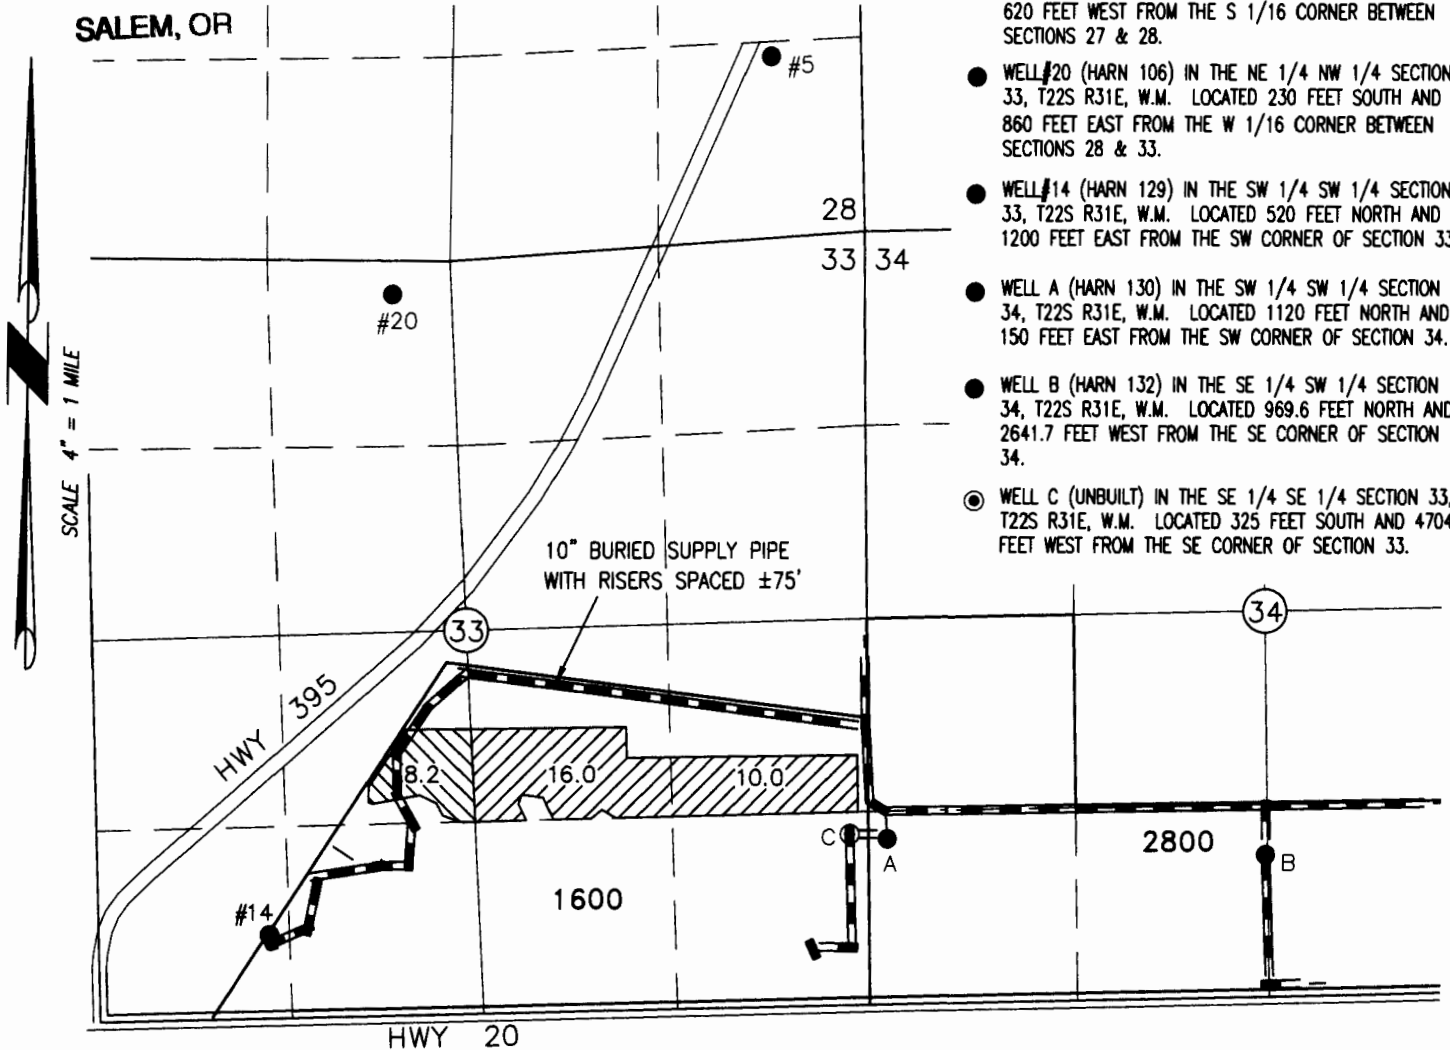 SALEM, OR
620 FEET WEST FROM THE S 1/16 CORNER BETWEEN
SECTIONS 27 & 28.
WELL #20 (HARN 106) IN THE NE 1/4 NW 1/4 SECTION
33, T22S R31E, W.M. LOCATED 230 FEET SOUTH AND
860 FEET EAST FROM THE W 1/16 CORNER BETWEEN
SECTIONS 28 & 33.
WELL #14 (HARN 129) IN THE SW 1/4 SW 1/4 SECTION
33, T22S R31E, W.M. LOCATED 520 FEET NORTH AND
1200 FEET EAST FROM THE SW CORNER OF SECTION 33
WELL A (HARN 130) IN THE SW 1/4 SW 1/4 SECTION
34, T22S R31E, W.M. LOCATED 1120 FEET NORTH AND
150 FEET EAST FROM THE SW CORNER OF SECTION 34.
WELL B (HARN 132) IN THE SE 1/4 SW 1/4 SECTION
34, T22S R31E, W.M. LOCATED 969.6 FEET NORTH AND
2641.7 FEET WEST FROM THE SE CORNER OF SECTION
34.
WELL C (UNBUILT) IN THE SE 1/4 SE 1/4 SECTION 33,
T22S R31E, W.M. LOCATED 325 FEET SOUTH AND 4704
FEET WEST FROM THE SE CORNER OF SECTION 33.
#5
28
33 34
#20
N
SCALE 4" = 1 MILE
10" BURIED SUPPLY PIPE
WITH RISERS SPACED ±75'
33
34
HWY 395
8.2
16.0
10.0
C
A
2800
B
1600
#14
HWY 20